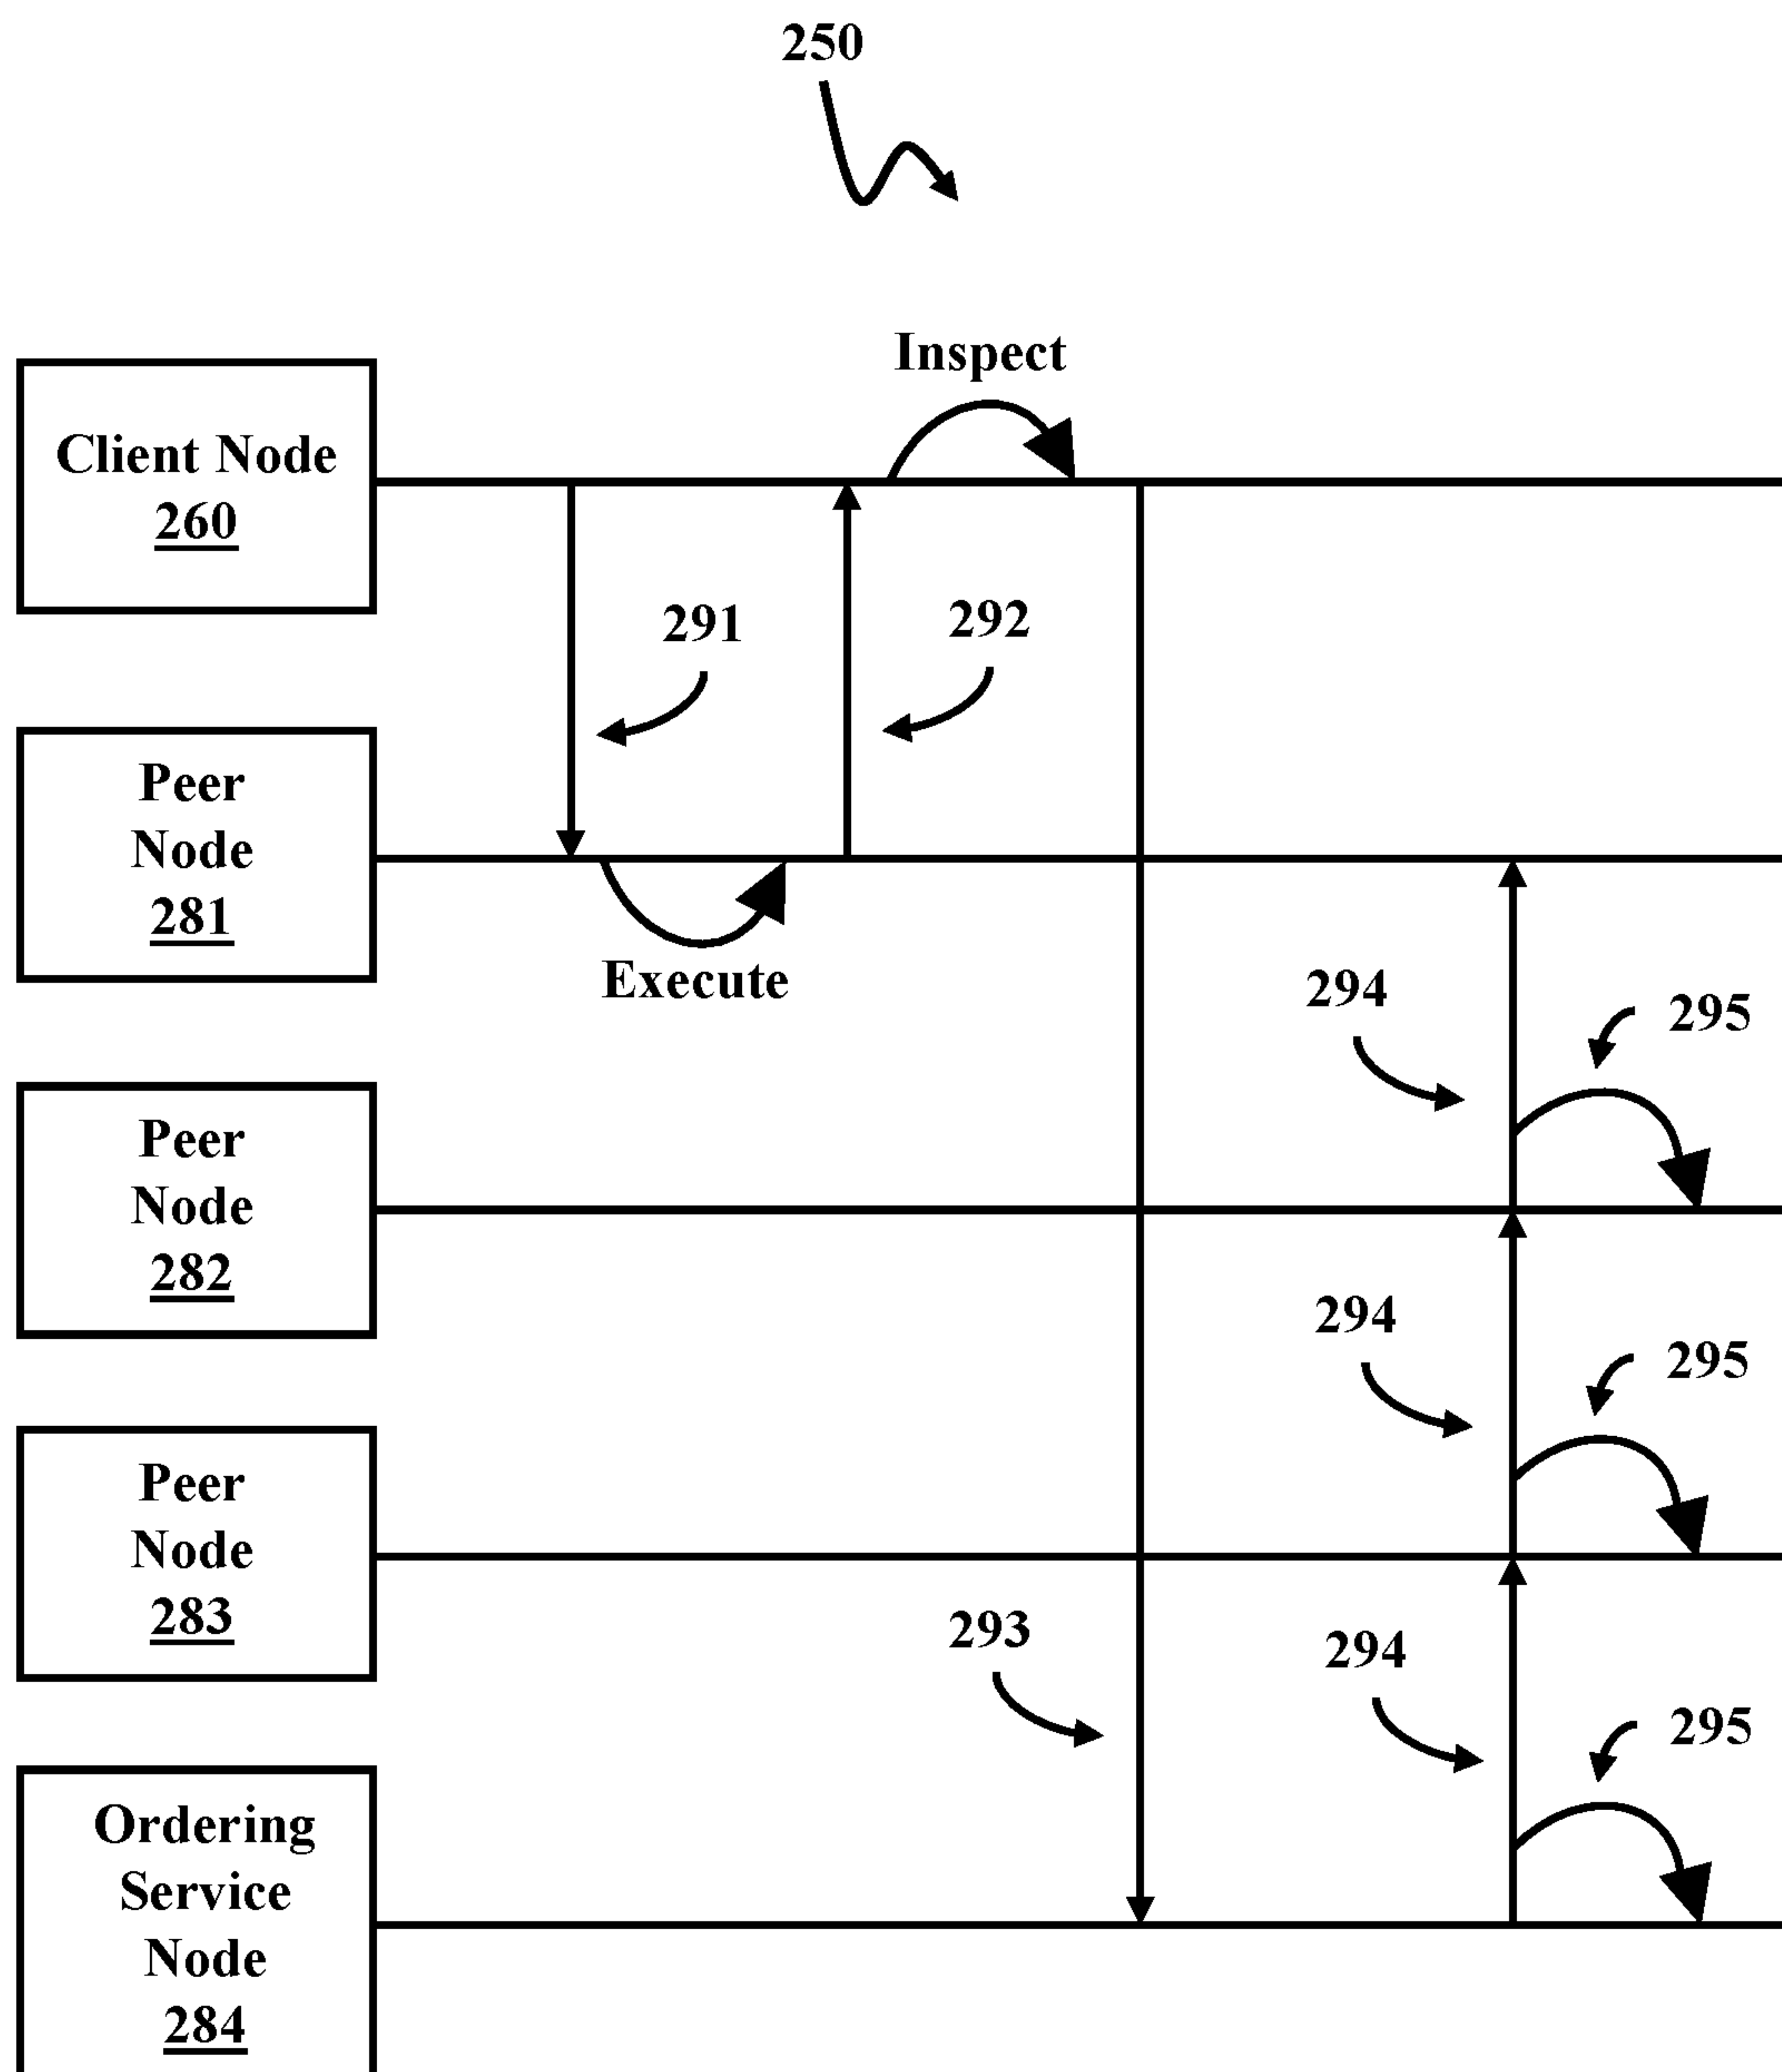 250
Inspect
Client Node
260
291
292
Peer
Node
281
Execute
294
295
Peer
Node
282
294
295
Peer
Node
283
293
294
295
Ordering
Service
Node
284